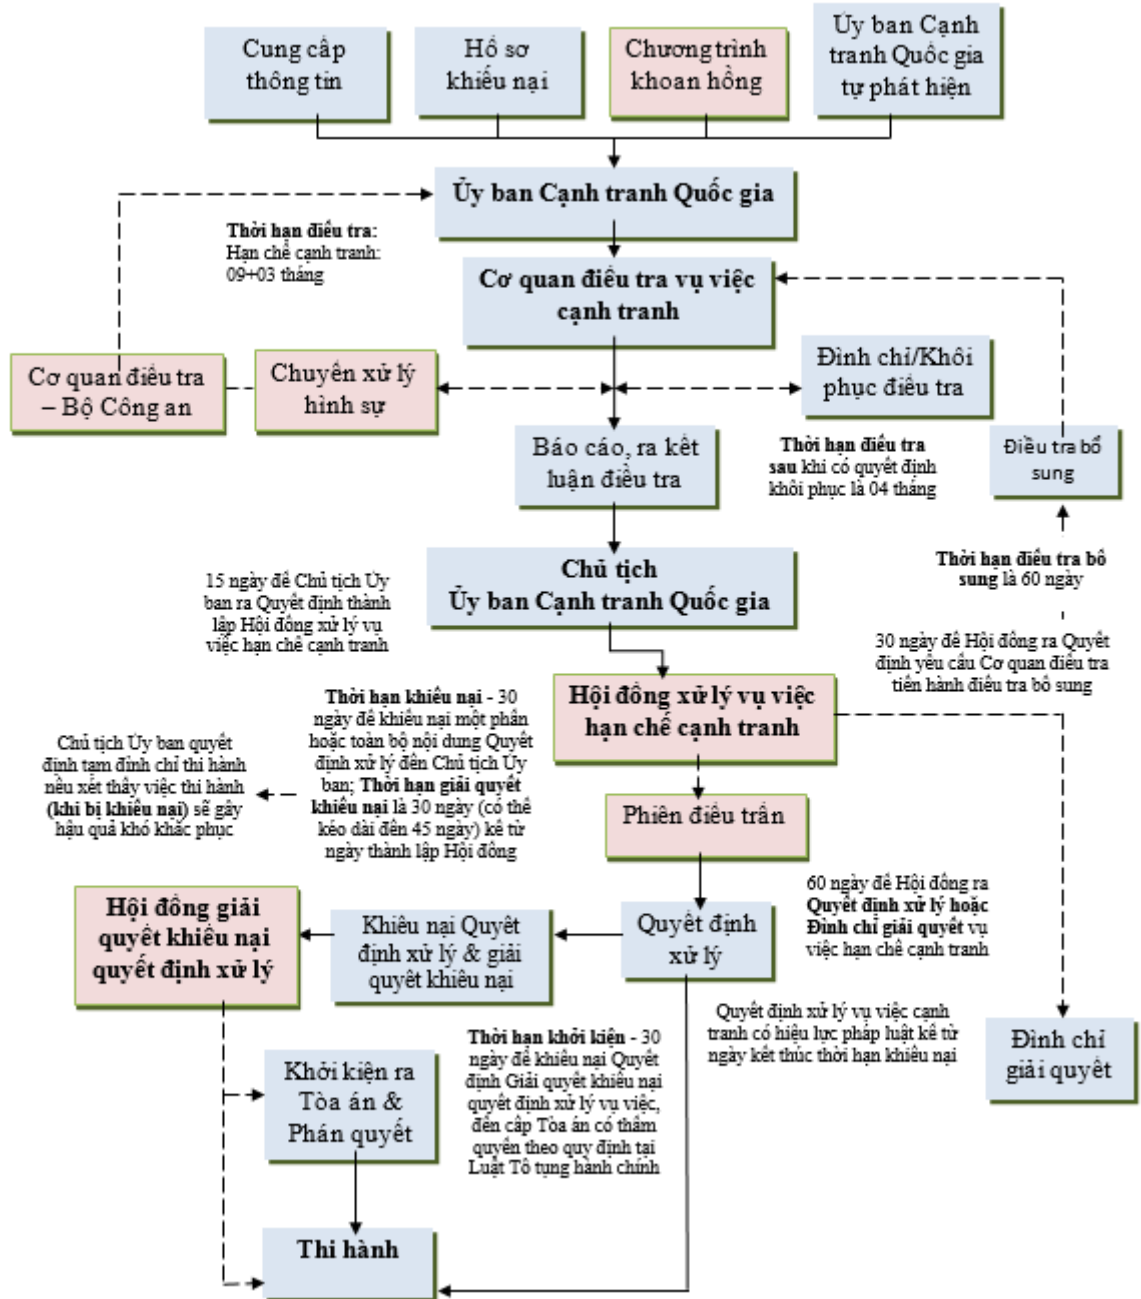 Cung cấp
thông tin
Hồ sơ
khiếu nại
Chương trình
khoan hồng
Ủy ban Cạnh
tranh Quốc gia
tự phát hiện
Ủy ban Cạnh tranh Quốc gia
Thời hạn điều tra:
Hạn chế cạnh tranh:
09+03 tháng
Cơ quan điều tra vụ việc
cạnh tranh
Cơ quan điều tra
– Bộ Công an
Chuyển xử lý
hình sự
Đình chỉ/Khôi
phục điều tra
Báo cáo, ra kết
luận điều tra
Thời hạn điều tra
sau khi có quyết định
khôi phục là 04 tháng
Điều tra bổ
sung
Thời hạn điều tra bổ
sung là 60 ngày
15 ngày để Chủ tịch Ủy
ban ra Quyết định thành
lập Hội đồng xử lý vụ
việc hạn chế cạnh tranh
Chủ tịch
Ủy ban Cạnh tranh Quốc gia
30 ngày để Hội đồng ra Quyết
định yêu cầu Cơ quan điều tra
tiến hành điều tra bổ sung
Hội đồng xử lý vụ việc
hạn chế cạnh tranh
Thời hạn khiếu nại - 30
ngày để khiếu nại một phần
hoặc toàn bộ nội dung Quyết
định xử lý đến Chủ tịch Ủy
ban; Thời hạn giải quyết
khiếu nại là 30 ngày (có thể
kéo dài đến 45 ngày) kể từ
ngày thành lập Hội đồng
Chủ tịch Ủy ban quyết
định tạm đình chỉ thi hành
nếu xét thấy việc thi hành
(khi bị khiếu nại) sẽ gây
hậu quả khó khắc phục
Phiên điều trần
60 ngày để Hội đồng ra
Quyết định xử lý hoặc
Đình chỉ giải quyết vụ
việc hạn chế cạnh tranh
Hội đồng giải
quyết khiếu nại
quyết định xử lý
Khiếu nại Quyết
định xử lý & giải
quyết khiếu nại
Quyết định
xử lý
Quyết định xử lý vụ việc cạnh
tranh có hiệu lực pháp luật kể từ
ngày kết thúc thời hạn khiếu nại
Đình chỉ
giải quyết
Thời hạn khởi kiện - 30
ngày để khiếu nại Quyết
định Giải quyết khiếu nại
quyết định xử lý vụ việc,
đến cấp Tòa án có thẩm
quyền theo quy định tại
Luật Tố tụng hành chính
Khởi kiện ra
Tòa án &
Phán quyết
Thi hành